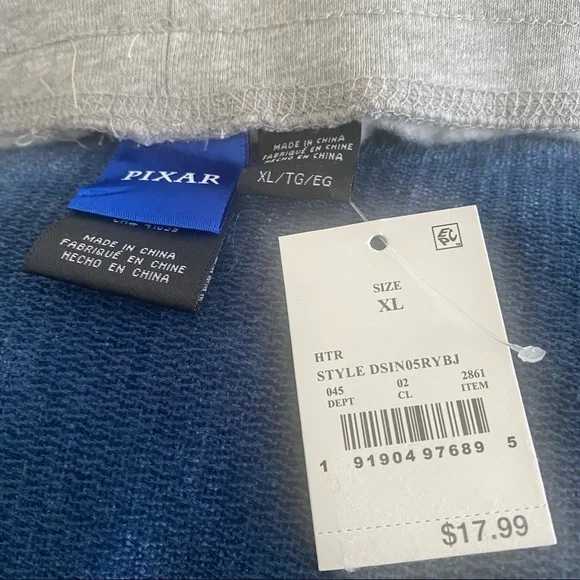 PIXAR
MADE IN CHINA
FABRIQUÉ EN CHINE
HECHO EN CHINA
MADE IN CHINA
FABRIQUÉ EN CHINE
HECHO EN CHINA
XL/TG/EG
SIZE
XL
HTR
STYLE DSIN05RYBJ
045 02 2861
DEPT CL ITEM
1 91904 97689 5
$17.99